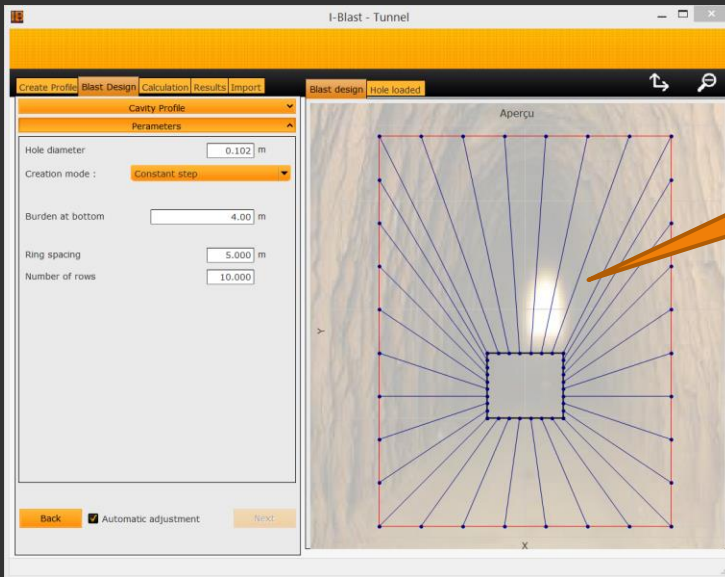 I-Blast - Tunnel
Create Profile Blast Design Calculation Results Import
Cavity Profile
Perameters
Hole diameter 0.102 m
Creation mode : Constant step
Burden at bottom 4.00 m
Ring spacing 5.000 m
Number of rows 10.000
Back Automatic adjustment Next
Blast design Hole loaded
Aperçu
Y
X